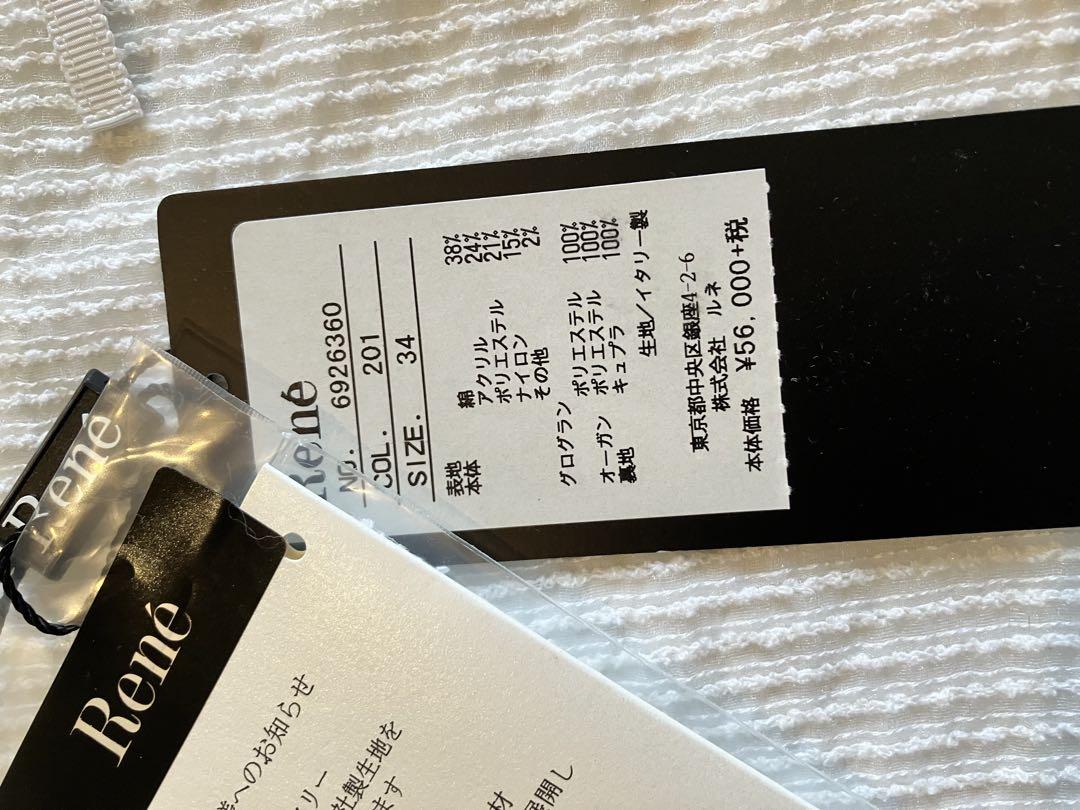 René
NO. 6926360
COL. 201
SIZE. 34
表地
本体 綿 38%
アクリル 24%
ポリエステル 21%
ナイロン 15%
その他 2%
グログラン ポリエステル 100%
オーガン ポリエステル 100%
裏地 キュプラ 100%
生地/イタリー製
東京都中央区銀座4-2-6
株式会社 ルネ
本体価格 ¥56,000+税
René
René
へのお知らせ
リー
社製生地を
ます
材
展開し